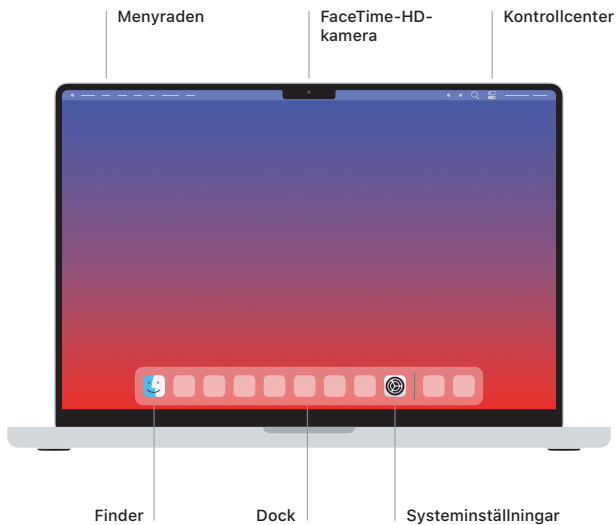 Menyraden
FaceTime-HD-
kamera
Kontrollcenter
Finder
Dock
Systeminställningar